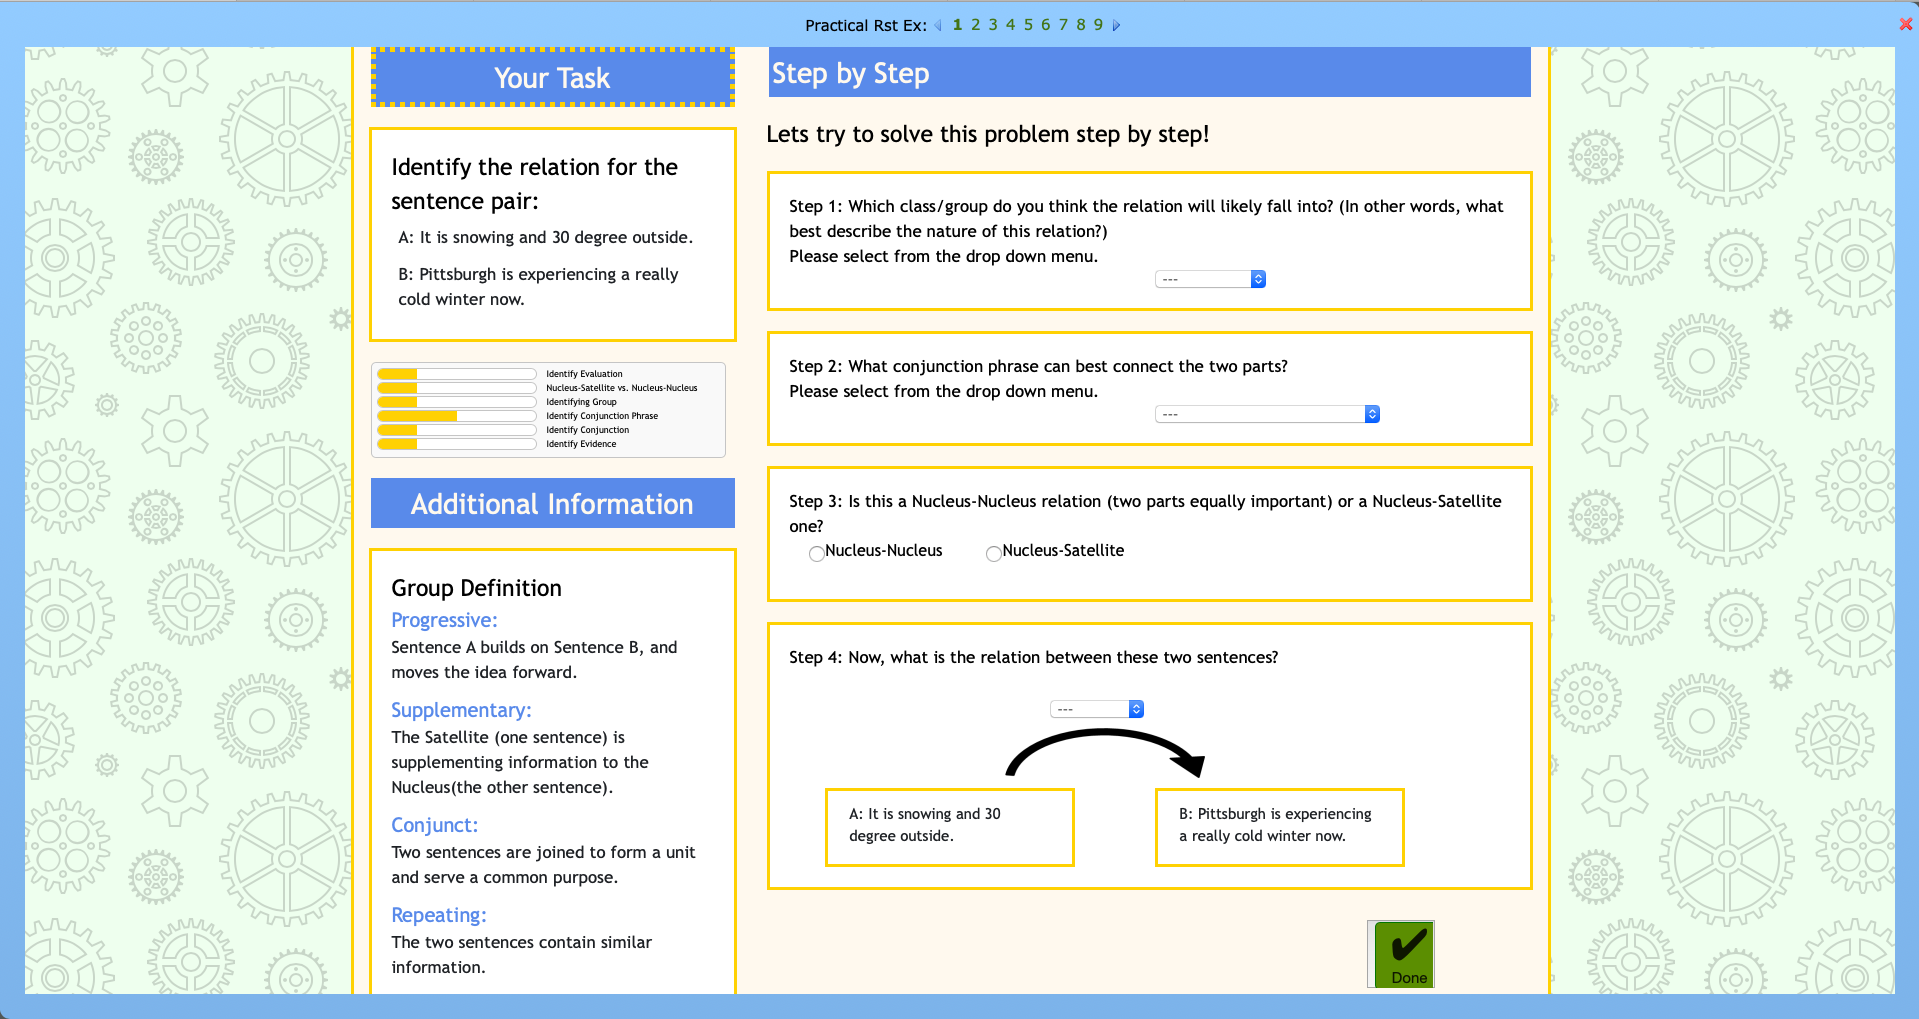 Practical Rst Ex: 1 2 3 4 5 6 7 8 9
Your Task
Identify the relation for the
sentence pair:
A: It is snowing and 30 degree outside.
B: Pittsburgh is experiencing a really
cold winter now.
Identify Evaluation
Nucleus-Satellite vs. Nucleus-Nucleus
Identifying Group
Identify Conjunction Phrase
Identify Conjunction
Identify Evidence
Additional Information
Group Definition
Progressive:
Sentence A builds on Sentence B, and
moves the idea forward.
Supplementary:
The Satellite (one sentence) is
supplementing information to the
Nucleus(the other sentence).
Conjunct:
Two sentences are joined to form a unit
and serve a common purpose.
Repeating:
The two sentences contain similar
information.
Step by Step
Lets try to solve this problem step by step!
Step 1: Which class/group do you think the relation will likely fall into? (In other words, what
best describe the nature of this relation?)
Please select from the drop down menu.
---
Step 2: What conjunction phrase can best connect the two parts?
Please select from the drop down menu.
---
Step 3: Is this a Nucleus-Nucleus relation (two parts equally important) or a Nucleus-Satellite
one?
Nucleus-Nucleus Nucleus-Satellite
Step 4: Now, what is the relation between these two sentences?
---
A: It is snowing and 30
degree outside.
B: Pittsburgh is experiencing
a really cold winter now.
Done